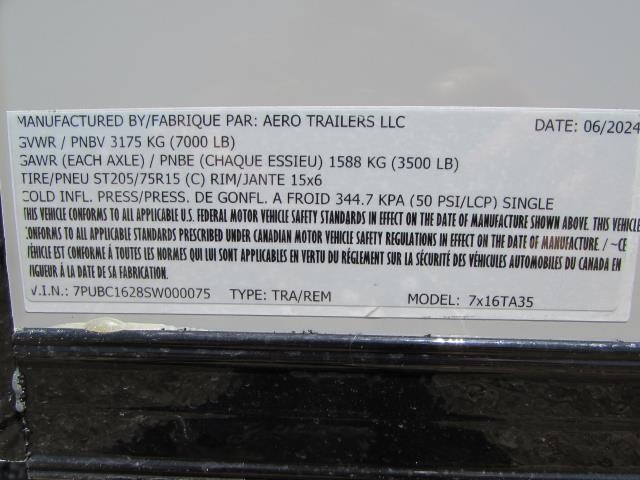 MANUFACTURED BY/FABRIQUE PAR: AERO TRAILERS LLC DATE: 06/2024
GVWR / PNBV 3175 KG (7000 LB)
GAWR (EACH AXLE) / PNBE (CHAQUE ESSIEU) 1588 KG (3500 LB)
TIRE/PNEU ST205/75R15 (C) RIM/JANTE 15x6
COLD INFL. PRESS/PRESS. DE GONFL. A FROID 344.7 KPA (50 PSI/LCP) SINGLE
THIS VEHICLE CONFORMS TO ALL APPLICABLE U.S. FEDERAL MOTOR VEHICLE SAFETY STANDARDS IN EFFECT ON THE DATE OF MANUFACTURE SHOWN ABOVE. THIS VEHICLE
CONFORMS TO ALL APPLICABLE STANDARDS PRESCRIBED UNDER CANADIAN MOTOR VEHICLE SAFETY REGULATIONS IN EFFECT ON THE DATE OF MANUFACTURE. / ~CE
VÉHICLE EST CONFORME À TOUTES LES NORMES QUI LUI SONT APPLICABLES EN VERTU DU RÉGLEMENT SUR LA SÉCURITÉ DES VÉHICULES AUTOMOBILES DU CANADA EN
VIGUEUR À LA DATE DE SA FABRICATION.
V.I.N.: 7PUBC1628SW000075 TYPE: TRA/REM MODEL: 7x16TA35